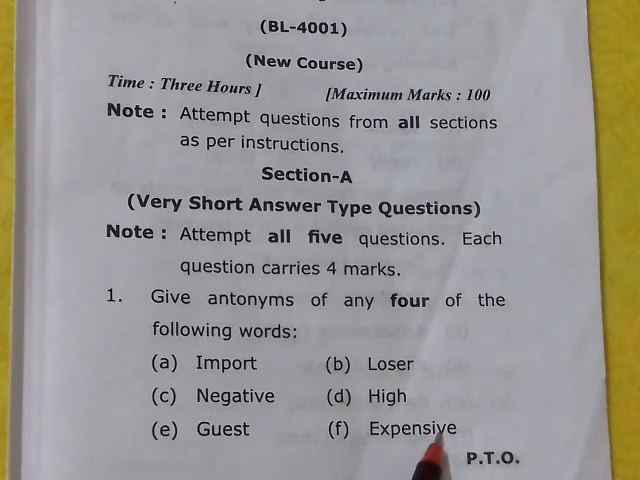 (BL-4001)
(New Course)
Time : Three Hours ] [Maximum Marks : 100
Note : Attempt questions from all sections
as per instructions.
Section-A
(Very Short Answer Type Questions)
Note : Attempt all five questions. Each
question carries 4 marks.
1. Give antonyms of any four of the
following words:
(a) Import (b) Loser
(c) Negative (d) High
(e) Guest (f) Expensive
P.T.O.